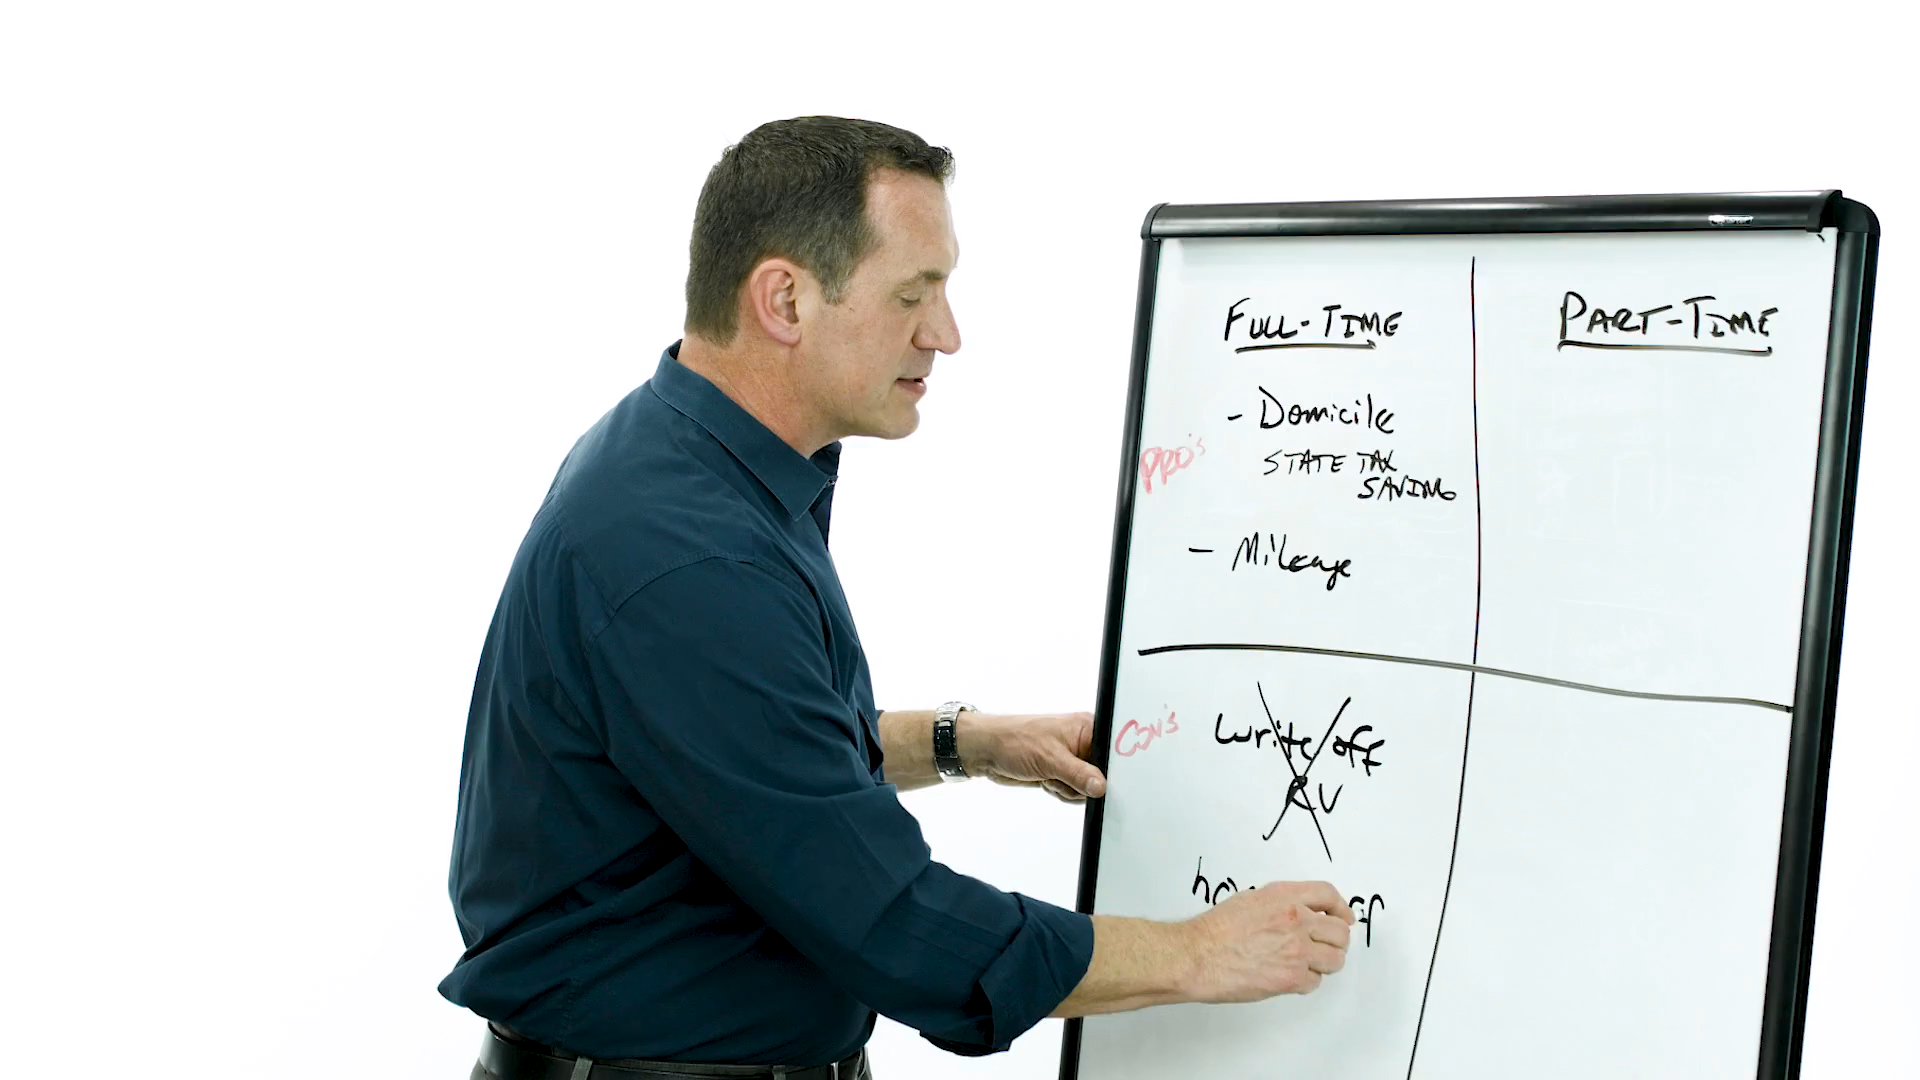 FULL-TIME
PART-TIME
- Domicile
PRO's
STATE TAX
SAVING
- Mileage
CON's
write/off
RV